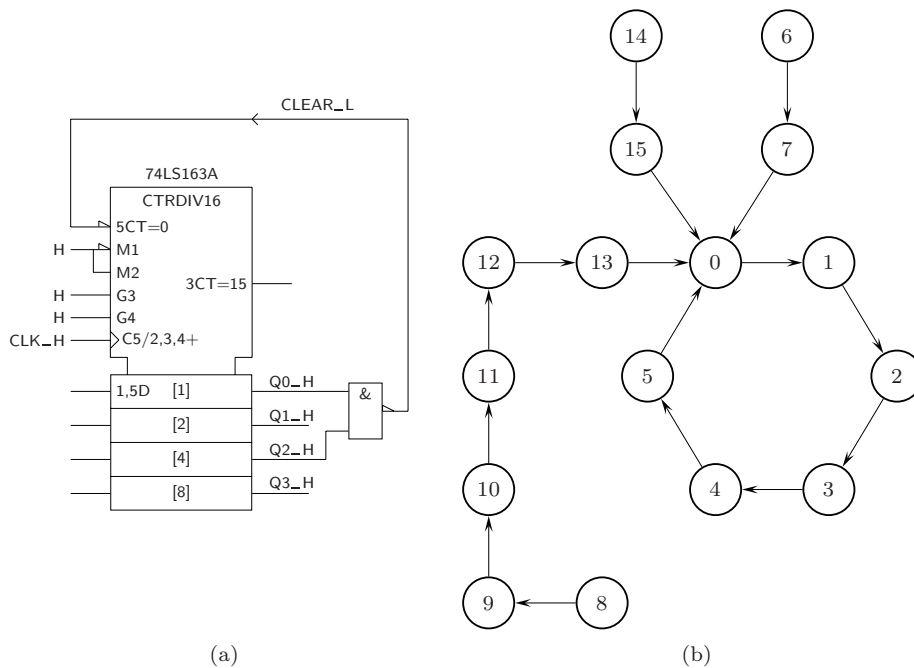 CLEAR_L
74LS163A
CTRDIV16
5CT=0
H M1
M2
3CT=15
H G3
H G4
CLK_H C5/2,3,4+
1,5D [1] Q0_H
&
[2] Q1_H
[4] Q2_H
[8] Q3_H
(a)
14 6
15 7
12 13 0 1
11 5 2
10 4 3
9 8
(b)